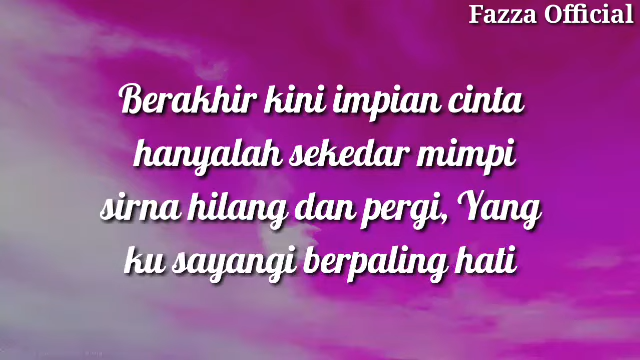 Fazza Official
Berakhir kini impian cinta
hanyalah sekedar mimpi
sirna hilang dan pergi, Yang
ku sayangi berpaling hati